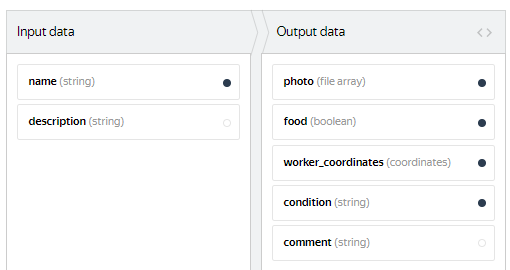 Input data
Output data
<>
name (string)
description (string)
photo (file array)
food (boolean)
worker_coordinates (coordinates)
condition (string)
comment (string)